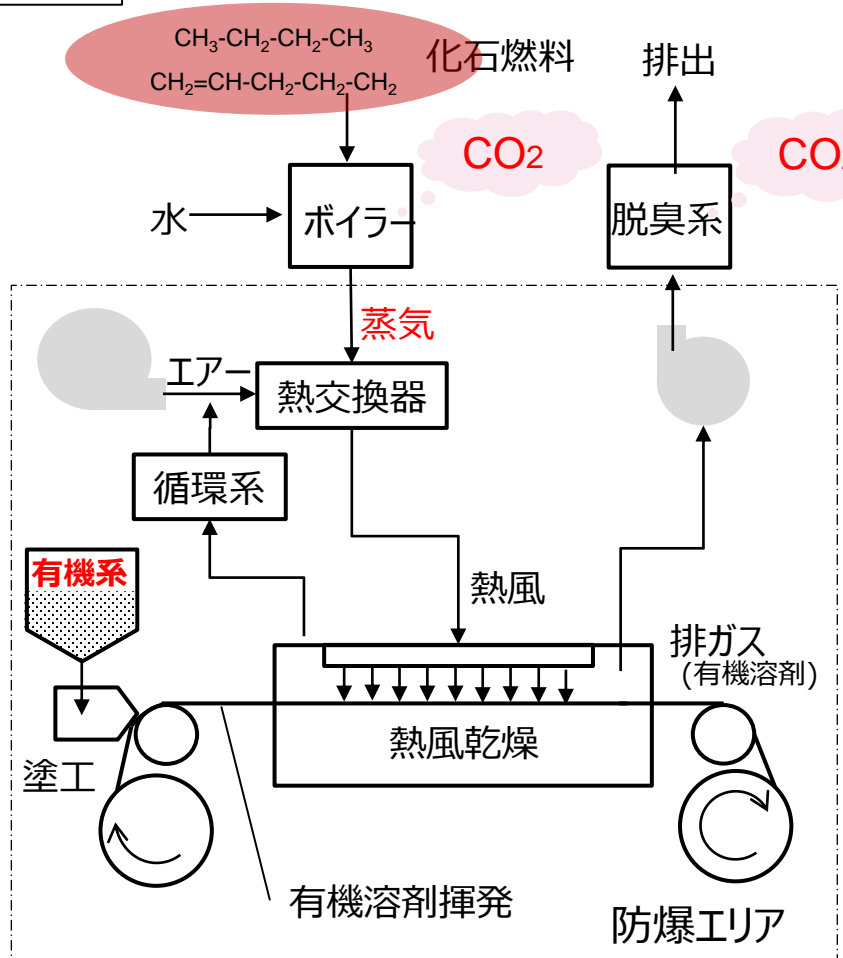 CH₃-CH₂-CH₂-CH₃
CH₂=CH-CH₂-CH₂-CH₂
化石燃料
排出
CO₂
水
ボイラー
脱臭系
蒸気
エアー
熱交換器
循環系
有機系
熱風
排ガス
(有機溶剤)
熱風乾燥
塗工
有機溶剤揮発
防爆エリア